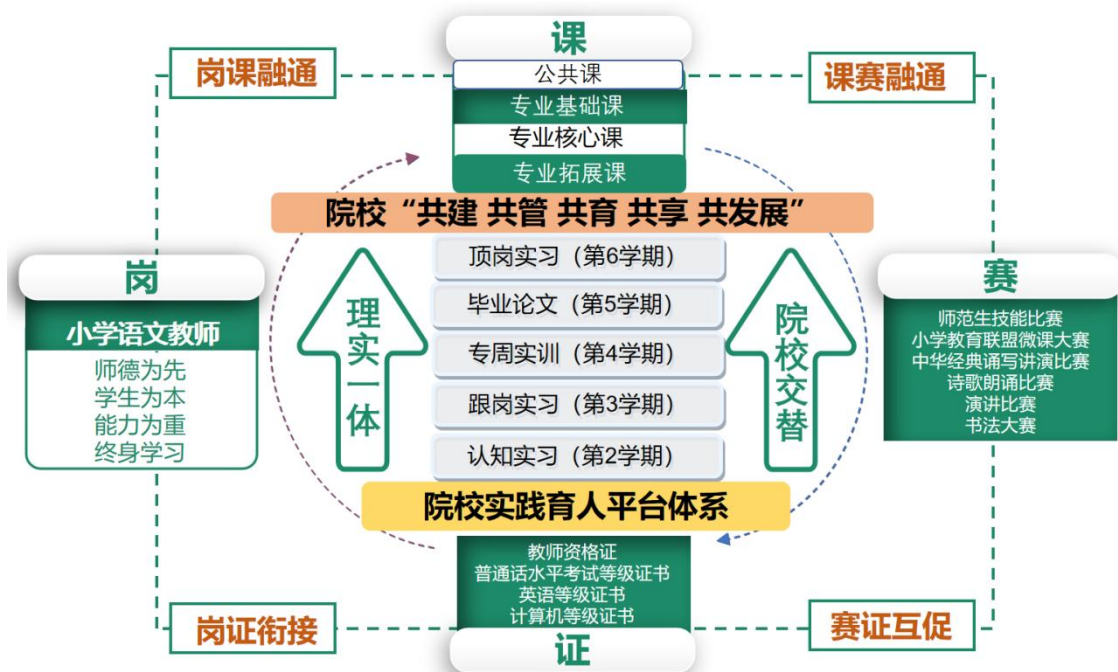 课
岗课融通
课赛融通
公共课
专业基础课
专业核心课
专业拓展课
院校“共建 共管 共育 共享 共发展”
岗
小学语文教师
师德为先
学生为本
能力为重
终身学习
理实一体
顶岗实习（第6学期）
毕业论文（第5学期）
专周实训（第4学期）
跟岗实习（第3学期）
认知实习（第2学期）
院校交替
赛
师范生技能比赛
小学教育联盟微课大赛
中华经典诵写讲演比赛
诗歌朗诵比赛
演讲比赛
书法大赛
院校实践育人平台体系
教师资格证
普通话水平考试等级证书
英语等级证书
计算机等级证书
岗证衔接
赛证互促
证